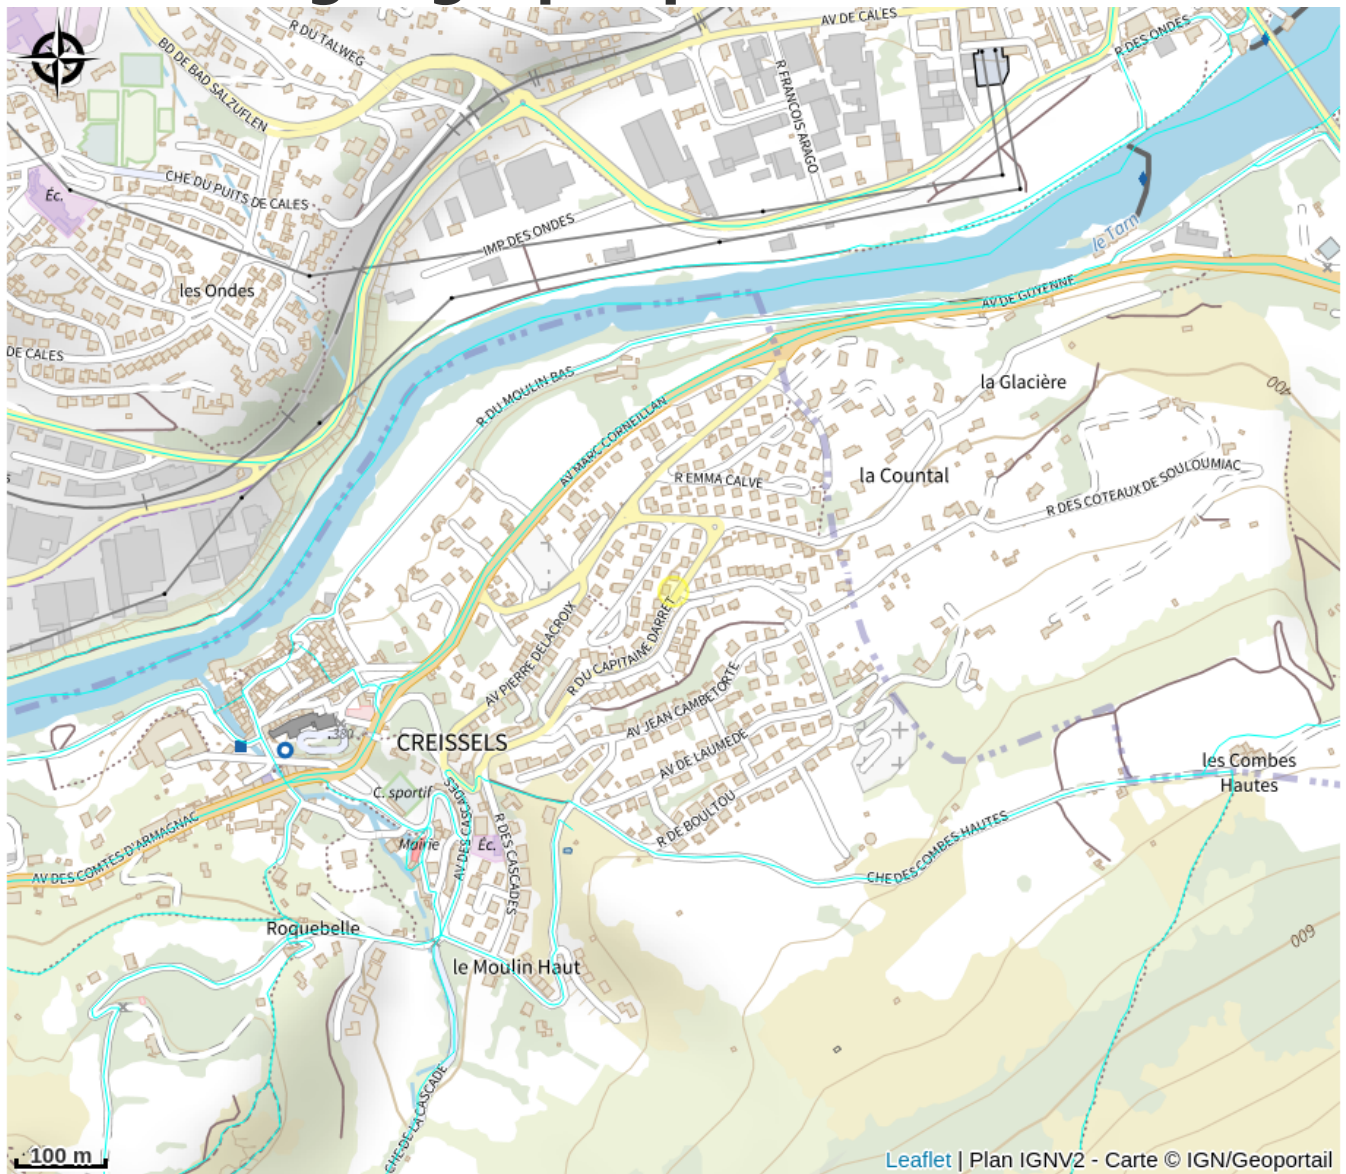 AV DE CALES
R DES ONDES
R DU TALWEG
BD DE BAD SALZUFLEN
R FRANCOIS ARAGO
CHE DU PUITS DE CALES
Éc.
IMP DES ONDES
le Tarn
les Ondes
AV DE GUYENNE
DE CALES
R DU MOULIN BAS
la Glacière
400
AV MARC CORNEILLAN
R EMMA CALVE
la Countal
R DES COTEAUX DE SOULOUMIAC
AV PIERRE DELACROIX
R DU CAPITAINE DARRET
AV JEAN CAMBETORTE
380
CREISSELS
AV DE LAUMEDE
les Combes
Hautes
C. sportif
AV DES CASCADES
R DES CASCADES
R DE BOULTOU
Mairie
Éc.
CHE DES COMBES HAUTES
AV DES COMTES D'ARMAGNAC
Roquebelle
600
le Moulin Haut
CHE DE LA CASCADE
100 m
Leaflet | Plan IGNV2 - Carte © IGN/Geoportail